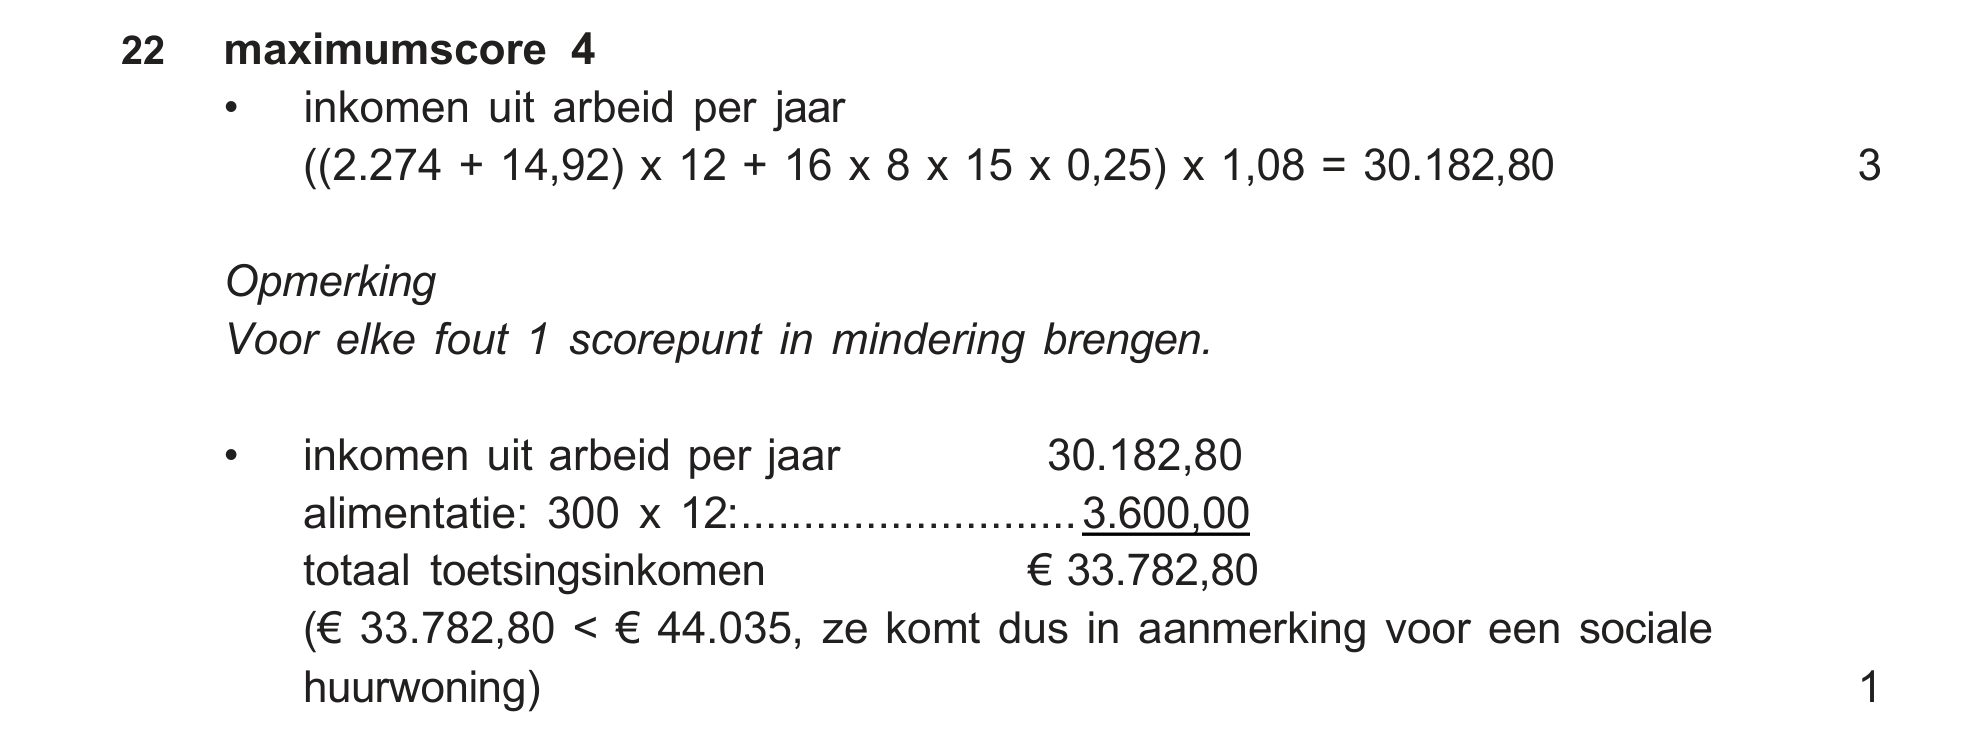 22 maximumscore 4
• inkomen uit arbeid per jaar
((2.274 + 14,92) x 12 + 16 x 8 x 15 x 0,25) x 1,08 = 30.182,80 3
Opmerking
Voor elke fout 1 scorepunt in mindering brengen.
• inkomen uit arbeid per jaar 30.182,80
alimentatie: 300 x 12:........................... 3.600,00
totaal toetsingsinkomen € 33.782,80
(€ 33.782,80 < € 44.035, ze komt dus in aanmerking voor een sociale
huurwoning) 1